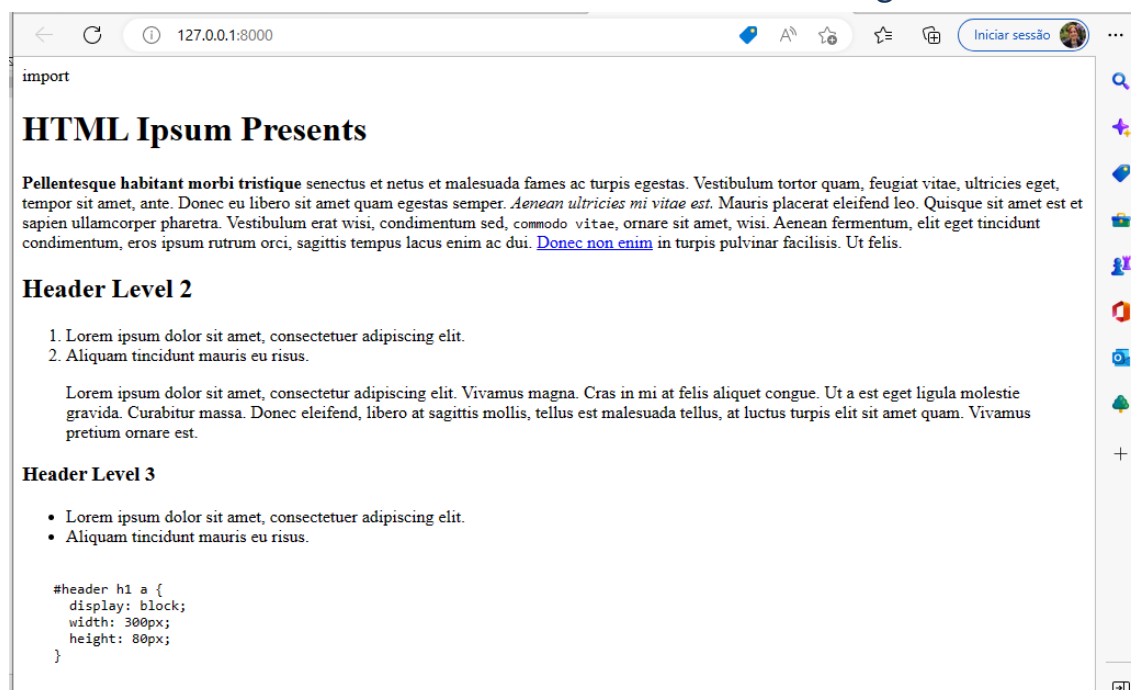 127.0.0.1:8000
Iniciar sessão
import
HTML Ipsum Presents
Pellentesque habitant morbi tristique senectus et netus et malesuada fames ac turpis egestas. Vestibulum tortor quam, feugiat vitae, ultricies eget,
tempor sit amet, ante. Donec eu libero sit amet quam egestas semper. Aenean ultricies mi vitae est. Mauris placerat eleifend leo. Quisque sit amet est et
sapien ullamcorper pharetra. Vestibulum erat wisi, condimentum sed, commodo vitae, ornare sit amet, wisi. Aenean fermentum, elit eget tincidunt
condimentum, eros ipsum rutrum orci, sagittis tempus lacus enim ac dui. Donec non enim in turpis pulvinar facilisis. Ut felis.
Header Level 2
1. Lorem ipsum dolor sit amet, consectetuer adipiscing elit.
2. Aliquam tincidunt mauris eu risus.
Lorem ipsum dolor sit amet, consectetur adipiscing elit. Vivamus magna. Cras in mi at felis aliquet congue. Ut a est eget ligula molestie
gravida. Curabitur massa. Donec eleifend, libero at sagittis mollis, tellus est malesuada tellus, at luctus turpis elit sit amet quam. Vivamus
pretium ornare est.
Header Level 3
• Lorem ipsum dolor sit amet, consectetuer adipiscing elit.
• Aliquam tincidunt mauris eu risus.
#header h1 a {
  display: block;
  width: 300px;
  height: 80px;
}